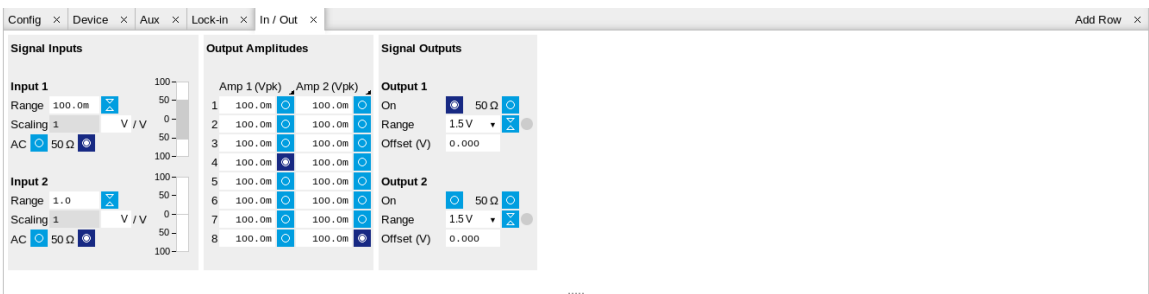 Config × Device × Aux × Lock-in × In / Out × Add Row ×
Signal Inputs
Input 1
Range 100.0m
Scaling 1 V / V
AC 50 Ω
100
50
0
50
100
Input 2
Range 1.0
Scaling 1 V / V
AC 50 Ω
100
50
0
50
100
Output Amplitudes
Amp 1 (Vpk) Amp 2 (Vpk)
1 100.0m 100.0m
2 100.0m 100.0m
3 100.0m 100.0m
4 100.0m 100.0m
5 100.0m 100.0m
6 100.0m 100.0m
7 100.0m 100.0m
8 100.0m 100.0m
Signal Outputs
Output 1
On 50 Ω
Range 1.5 V
Offset (V) 0.000
Output 2
On 50 Ω
Range 1.5 V
Offset (V) 0.000